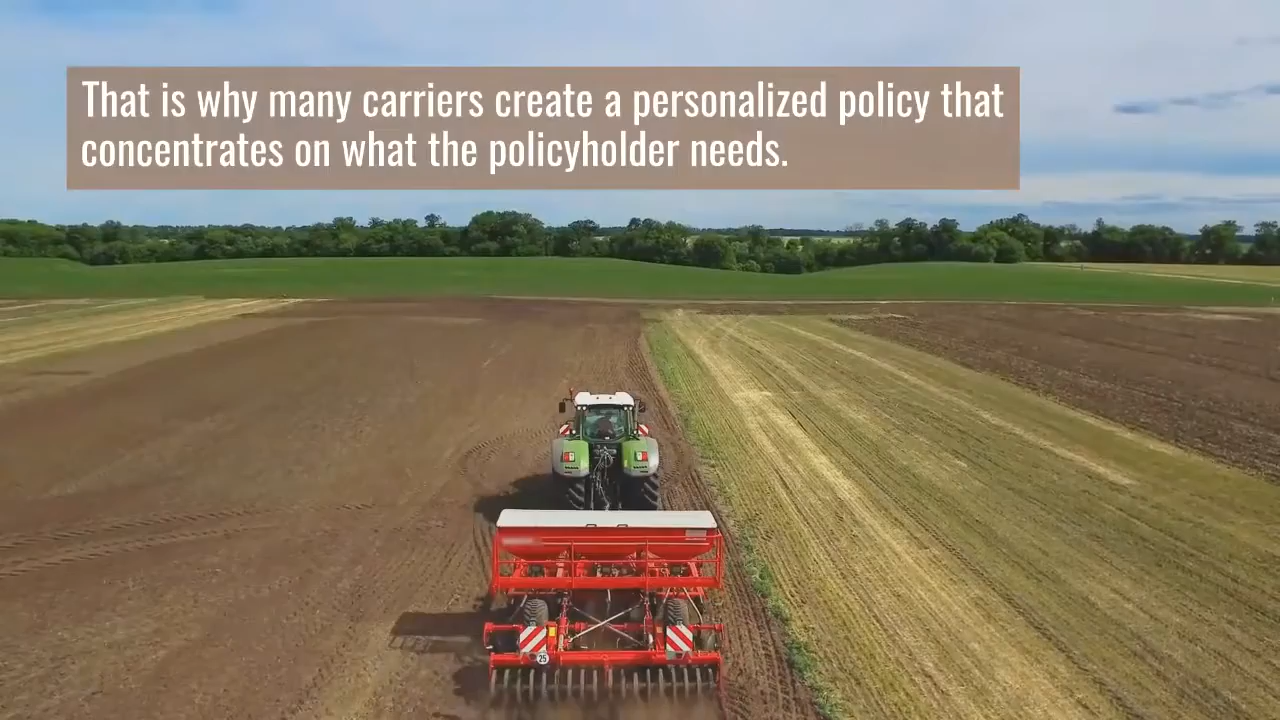 That is why many carriers create a personalized policy that
concentrates on what the policyholder needs.
25